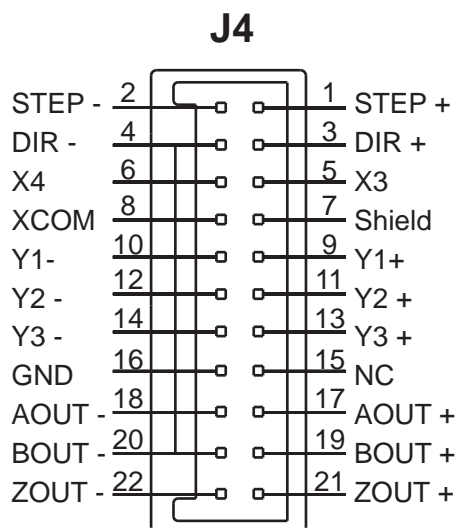 J4
STEP - 2 1 STEP +
DIR - 4 3 DIR +
X4 6 5 X3
XCOM 8 7 Shield
Y1- 10 9 Y1+
Y2 - 12 11 Y2 +
Y3 - 14 13 Y3 +
GND 16 15 NC
AOUT - 18 17 AOUT +
BOUT - 20 19 BOUT +
ZOUT - 22 21 ZOUT +